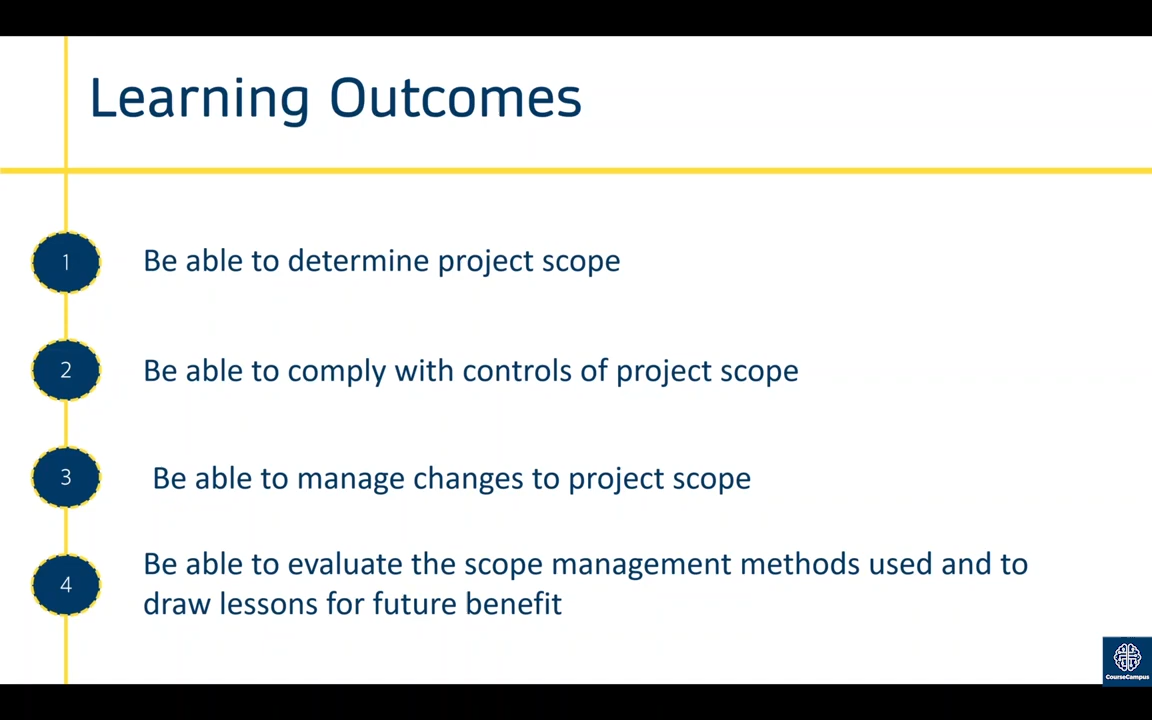 Learning Outcomes
1
Be able to determine project scope
2
Be able to comply with controls of project scope
3
Be able to manage changes to project scope
4
Be able to evaluate the scope management methods used and to
draw lessons for future benefit
CourseCampus